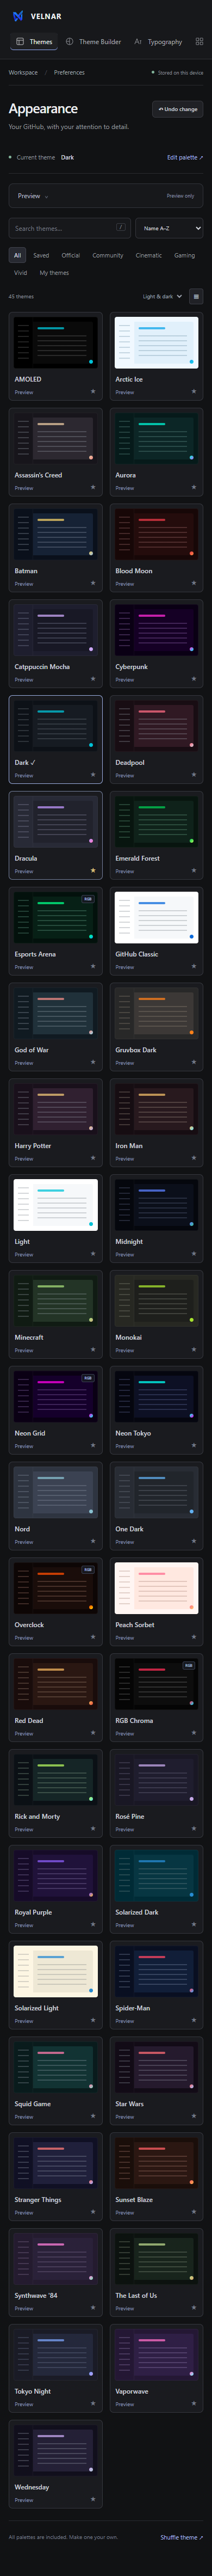 VELNAR
Themes
Theme Builder
Typography
Workspace / Preferences
Stored on this device
Appearance
Undo change
Your GitHub, with your attention to detail.
Current theme Dark
Edit palette ↗
Preview
Preview only
Search themes...
/
Name A–Z
All
Saved
Official
Community
Cinematic
Gaming
Vivid
My themes
45 themes
Light & dark
AMOLED
Preview
Arctic Ice
Preview
Assassin's Creed
Preview
Aurora
Preview
Batman
Preview
Blood Moon
Preview
Catppuccin Mocha
Preview
Cyberpunk
Preview
Dark ✓
Preview
Deadpool
Preview
Dracula
Preview
Emerald Forest
Preview
RGB
Esports Arena
Preview
GitHub Classic
Preview
God of War
Preview
Gruvbox Dark
Preview
Harry Potter
Preview
Iron Man
Preview
Light
Preview
Midnight
Preview
Minecraft
Preview
Monokai
Preview
RGB
Neon Grid
Preview
Neon Tokyo
Preview
Nord
Preview
One Dark
Preview
RGB
Overclock
Preview
Peach Sorbet
Preview
Red Dead
Preview
RGB
RGB Chroma
Preview
Rick and Morty
Preview
Rosé Pine
Preview
Royal Purple
Preview
Solarized Dark
Preview
Solarized Light
Preview
Spider-Man
Preview
Squid Game
Preview
Star Wars
Preview
Stranger Things
Preview
Sunset Blaze
Preview
Synthwave '84
Preview
The Last of Us
Preview
Tokyo Night
Preview
Vaporwave
Preview
Wednesday
Preview
All palettes are included. Make one your own.
Shuffle theme ↗